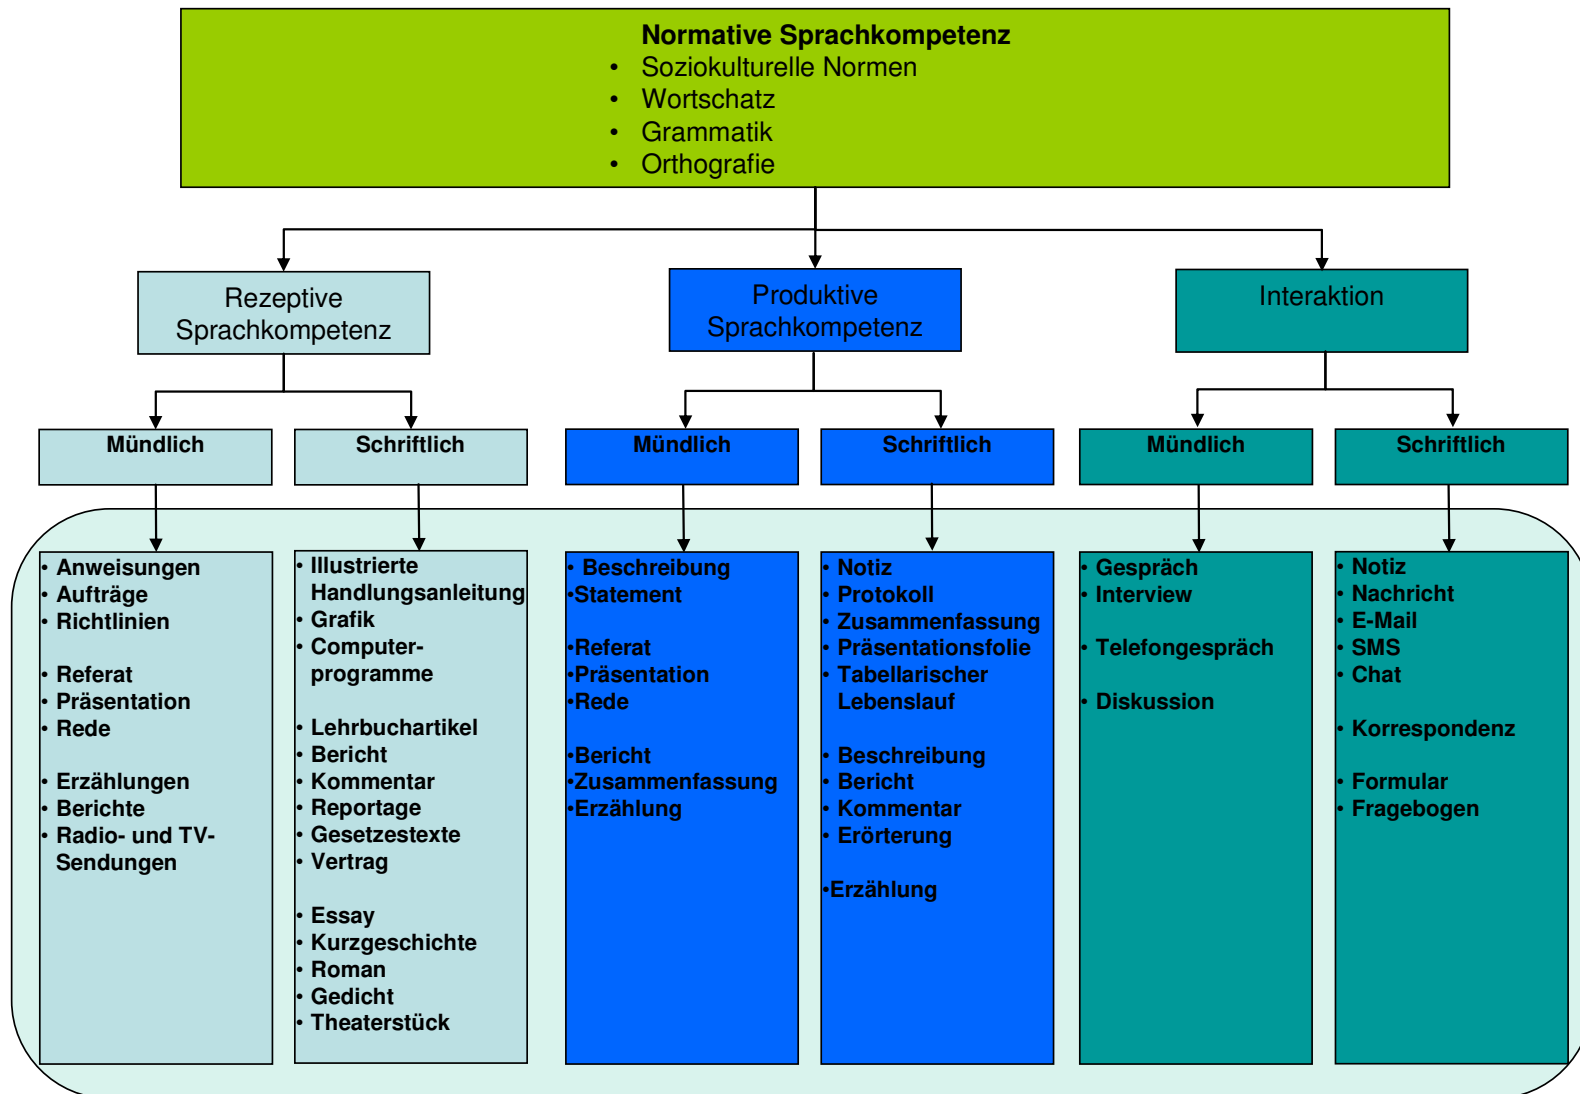 Normative Sprachkompetenz
• Soziokulturelle Normen
• Wortschatz
• Grammatik
• Orthografie
Rezeptive
Sprachkompetenz
Produktive
Sprachkompetenz
Interaktion
Mündlich
Schriftlich
Mündlich
Schriftlich
Mündlich
Schriftlich
• Anweisungen
• Aufträge
• Richtlinien
• Referat
• Präsentation
• Rede
• Erzählungen
• Berichte
• Radio- und TV-
Sendungen
• Illustrierte
Handlungsanleitung
• Grafik
• Computer-
programme
• Lehrbuchartikel
• Bericht
• Kommentar
• Reportage
• Gesetzestexte
• Vertrag
• Essay
• Kurzgeschichte
• Roman
• Gedicht
• Theaterstück
• Beschreibung
•Statement
•Referat
•Präsentation
•Rede
•Bericht
•Zusammenfassung
•Erzählung
• Notiz
• Protokoll
• Zusammenfassung
• Präsentationsfolie
• Tabellarischer
Lebenslauf
• Beschreibung
• Bericht
• Kommentar
• Erörterung
•Erzählung
• Gespräch
• Interview
• Telefongespräch
• Diskussion
• Notiz
• Nachricht
• E-Mail
• SMS
• Chat
• Korrespondenz
• Formular
• Fragebogen